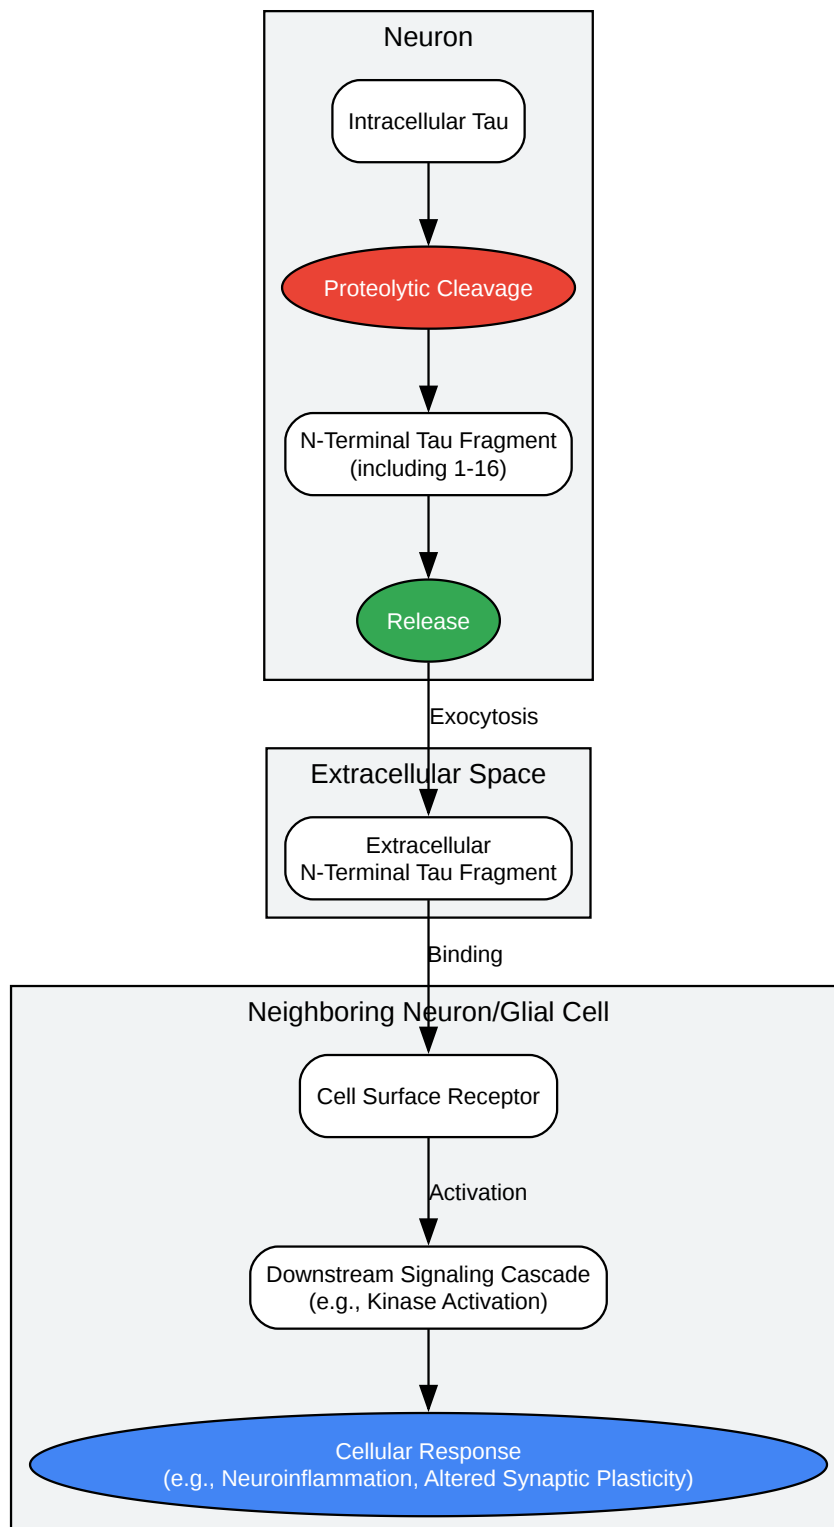 Neuron
Intracellular Tau
Proteolytic Cleavage
N-Terminal Tau Fragment
(including 1-16)
Release
Exocytosis
Extracellular Space
Extracellular
N-Terminal Tau Fragment
Binding
Neighboring Neuron/Glial Cell
Cell Surface Receptor
Activation
Downstream Signaling Cascade
(e.g., Kinase Activation)
Cellular Response
(e.g., Neuroinflammation, Altered Synaptic Plasticity)